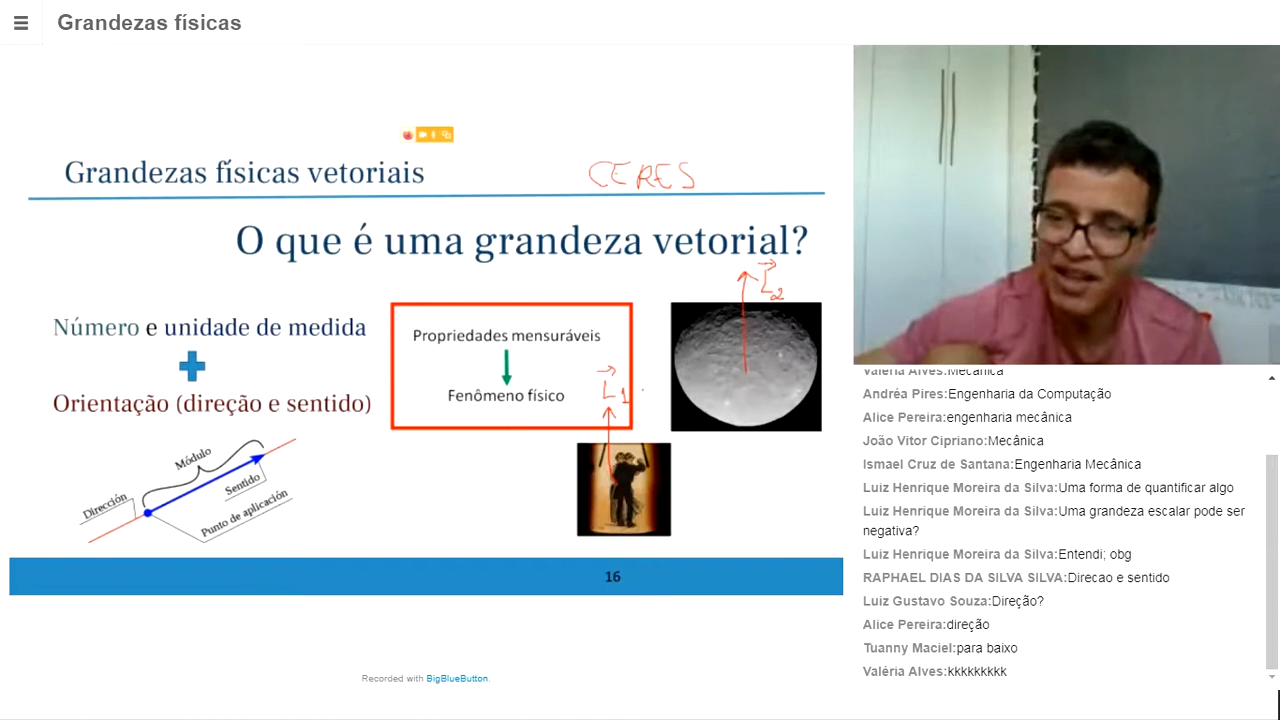 Grandezas físicas
Grandezas físicas vetoriais
CERES
O que é uma grandeza vetorial?
L2
Número e unidade de medida
Propriedades mensuráveis
Orientação (direção e sentido)
Fenômeno físico
L1
Módulo
Sentido
Dirección
Punto de aplicación
16
Recorded with BigBlueButton.
Valéria Alves:Mecânica
Andréa Pires:Engenharia da Computação
Alice Pereira:engenharia mecânica
João Vitor Cipriano:Mecânica
Ismael Cruz de Santana:Engenharia Mecânica
Luiz Henrique Moreira da Silva:Uma forma de quantificar algo
Luiz Henrique Moreira da Silva:Uma grandeza escalar pode ser
negativa?
Luiz Henrique Moreira da Silva:Entendi; obg
RAPHAEL DIAS DA SILVA SILVA:Direcao e sentido
Luiz Gustavo Souza:Direção?
Alice Pereira:direção
Tuanny Maciel:para baixo
Valéria Alves:kkkkkkkkk